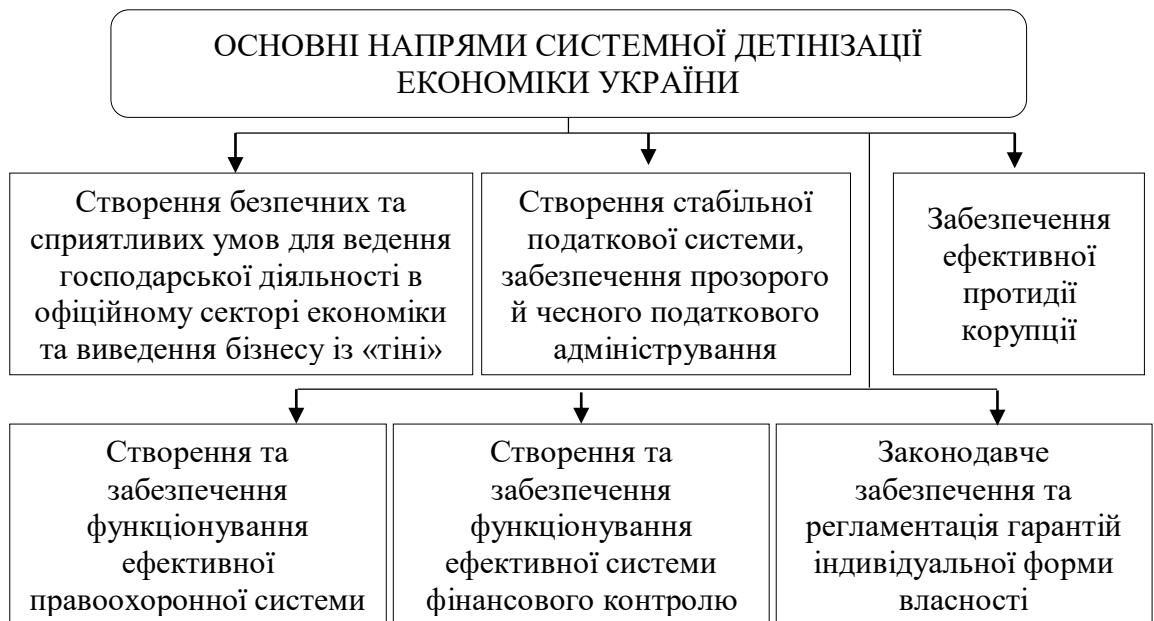 ОСНОВНІ НАПРЯМИ СИСТЕМНОЇ ДЕТІНІЗАЦІЇ
ЕКОНОМІКИ УКРАЇНИ
Створення безпечних та
сприятливих умов для ведення
господарської діяльності в
офіційному секторі економіки
та виведення бізнесу із «тіні»
Створення стабільної
податкової системи,
забезпечення прозорого
й чесного податкового
адміністрування
Забезпечення
ефективної
протидії
корупції
Створення та
забезпечення
функціонування
ефективної
правоохоронної системи
Створення та
забезпечення
функціонування
ефективної системи
фінансового контролю
Законодавче
забезпечення та
регламентація гарантій
індивідуальної форми
власності